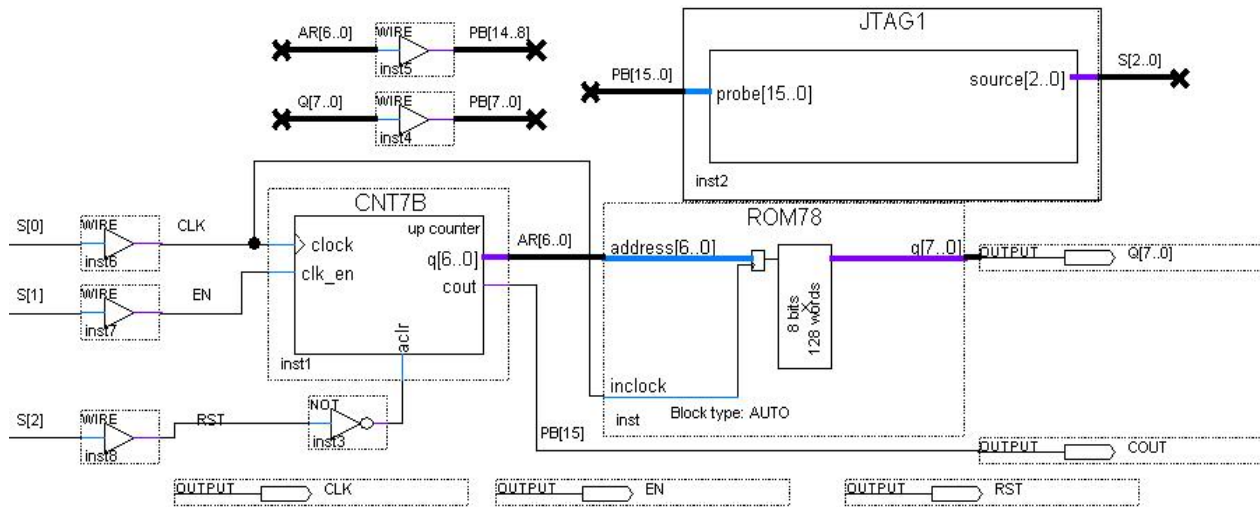 JTAG1
AR[6..0]
WIRE
PB[14..8]
inst5
PB[15..0]
probe[15..0]
source[2..0]
S[2..0]
Q[7..0]
WIRE
PB[7..0]
inst4
inst2
CNT7B
ROM78
S[0]
WIRE
CLK
inst6
up counter
clock
q[6..0]
AR[6..0]
address[6..0]
q[7..0]
OUTPUT
Q[7..0]
S[1]
WIRE
EN
inst7
clk_en
cout
8 bits
×
128 words
aclr
inst1
inclock
Block type: AUTO
inst
S[2]
WIRE
RST
inst8
NOT
inst3
PB[15]
OUTPUT
COUT
OUTPUT
CLK
OUTPUT
EN
OUTPUT
RST